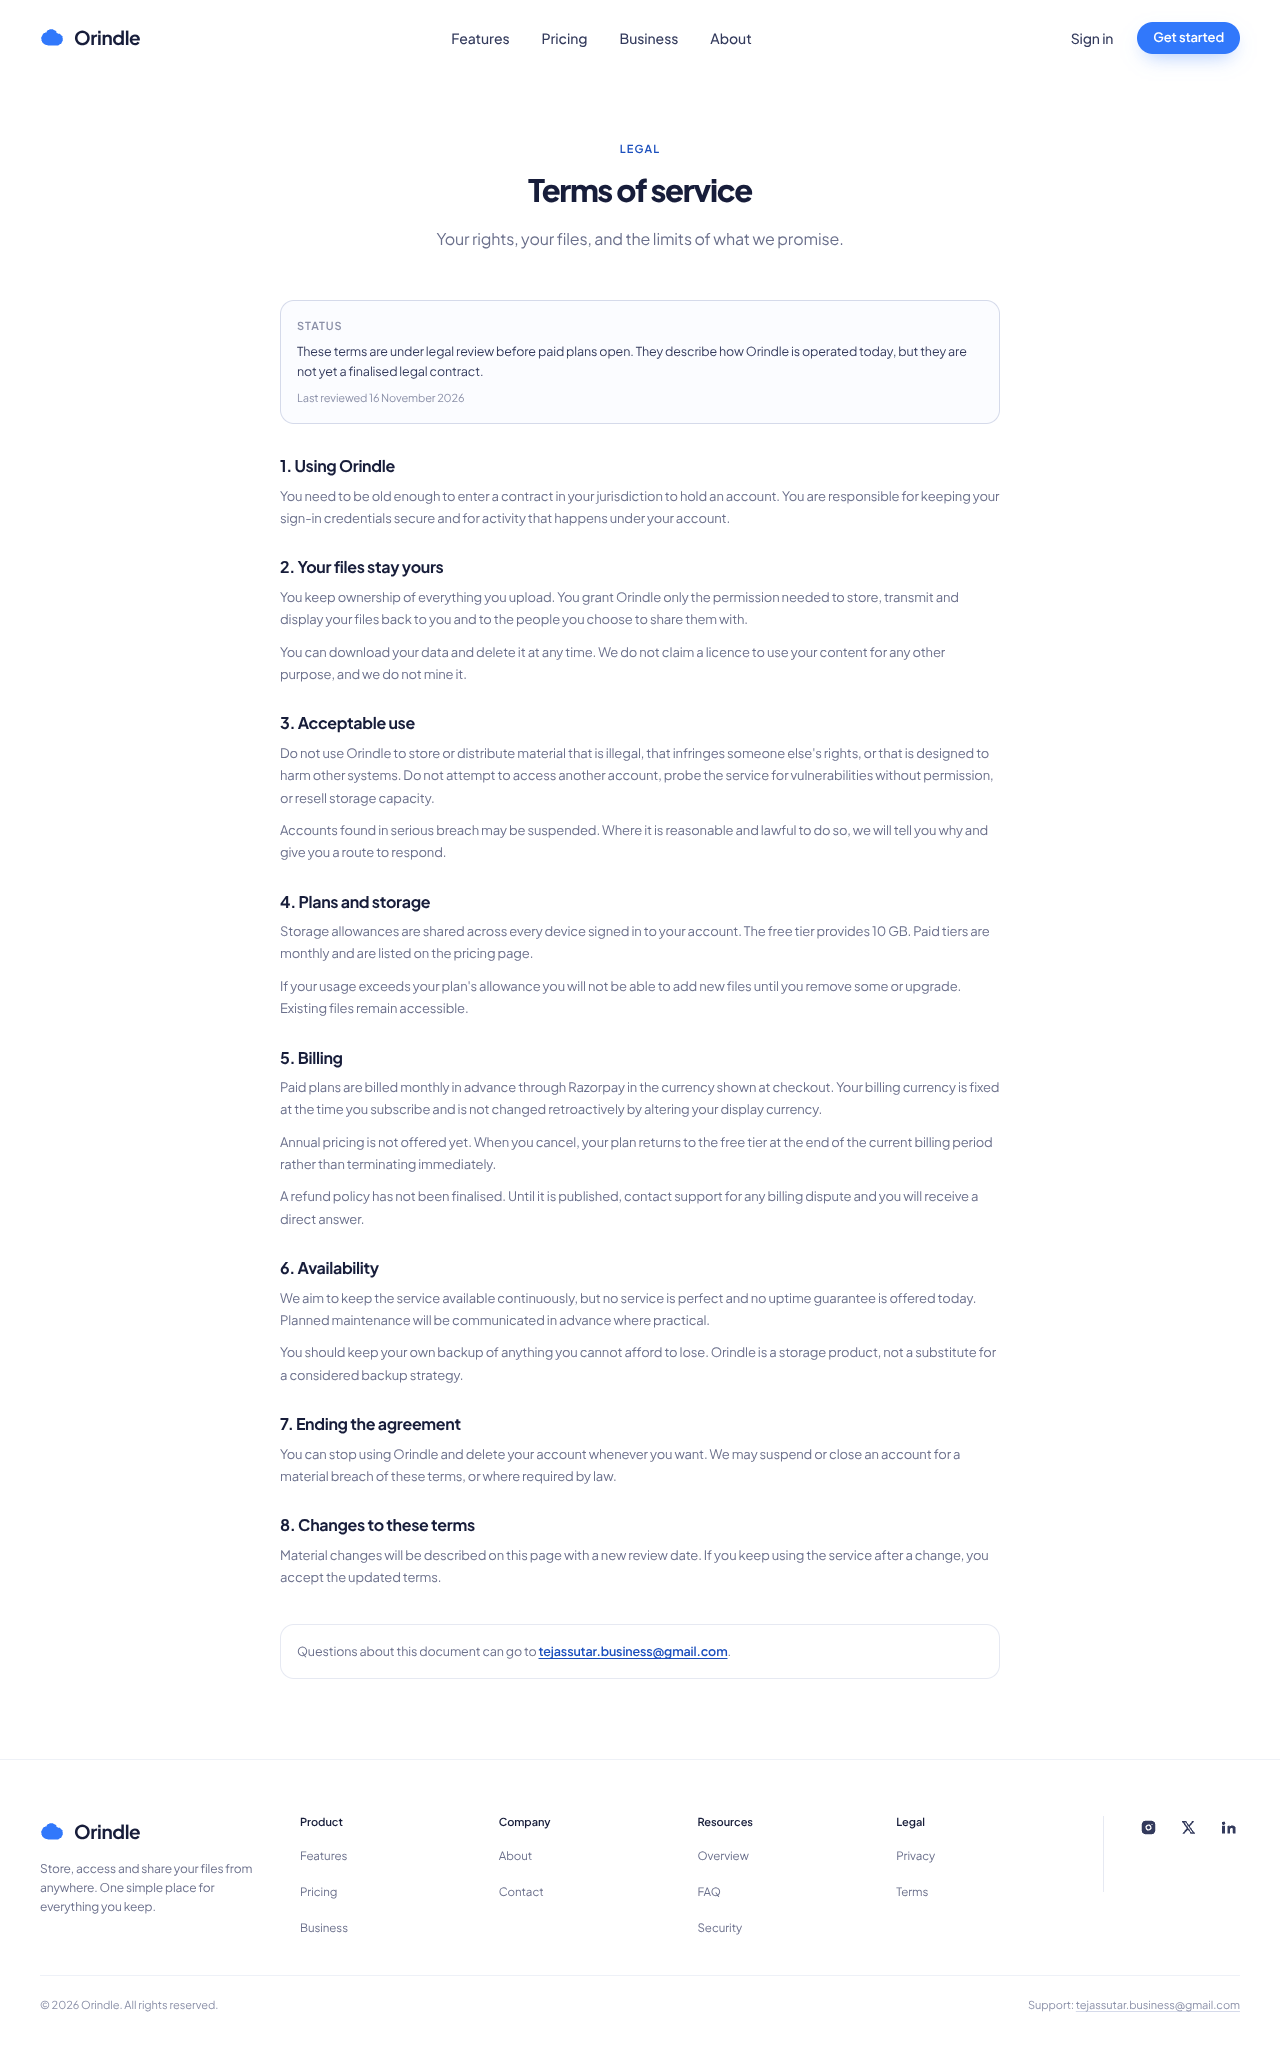 Orindle
Features
Pricing
Business
About
Sign in
Get started
LEGAL
Terms of service
Your rights, your files, and the limits of what we promise.
STATUS
These terms are under legal review before paid plans open. They describe how Orindle is operated today, but they are
not yet a finalised legal contract.
Last reviewed 16 November 2026
1. Using Orindle
You need to be old enough to enter a contract in your jurisdiction to hold an account. You are responsible for keeping your
sign-in credentials secure and for activity that happens under your account.
2. Your files stay yours
You keep ownership of everything you upload. You grant Orindle only the permission needed to store, transmit and
display your files back to you and to the people you choose to share them with.
You can download your data and delete it at any time. We do not claim a licence to use your content for any other
purpose, and we do not mine it.
3. Acceptable use
Do not use Orindle to store or distribute material that is illegal, that infringes someone else's rights, or that is designed to
harm other systems. Do not attempt to access another account, probe the service for vulnerabilities without permission,
or resell storage capacity.
Accounts found in serious breach may be suspended. Where it is reasonable and lawful to do so, we will tell you why and
give you a route to respond.
4. Plans and storage
Storage allowances are shared across every device signed in to your account. The free tier provides 10 GB. Paid tiers are
monthly and are listed on the pricing page.
If your usage exceeds your plan's allowance you will not be able to add new files until you remove some or upgrade.
Existing files remain accessible.
5. Billing
Paid plans are billed monthly in advance through Razorpay in the currency shown at checkout. Your billing currency is fixed
at the time you subscribe and is not changed retroactively by altering your display currency.
Annual pricing is not offered yet. When you cancel, your plan returns to the free tier at the end of the current billing period
rather than terminating immediately.
A refund policy has not been finalised. Until it is published, contact support for any billing dispute and you will receive a
direct answer.
6. Availability
We aim to keep the service available continuously, but no service is perfect and no uptime guarantee is offered today.
Planned maintenance will be communicated in advance where practical.
You should keep your own backup of anything you cannot afford to lose. Orindle is a storage product, not a substitute for
a considered backup strategy.
7. Ending the agreement
You can stop using Orindle and delete your account whenever you want. We may suspend or close an account for a
material breach of these terms, or where required by law.
8. Changes to these terms
Material changes will be described on this page with a new review date. If you keep using the service after a change, you
accept the updated terms.
Questions about this document can go to tejassutar.business@gmail.com.
Orindle
Store, access and share your files from
anywhere. One simple place for
everything you keep.
Product
Features
Pricing
Business
Company
About
Contact
Resources
Overview
FAQ
Security
Legal
Privacy
Terms
© 2026 Orindle. All rights reserved.
Support: tejassutar.business@gmail.com